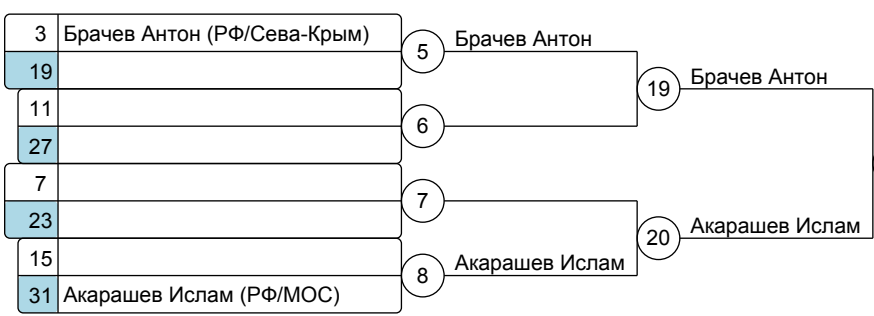 3 Брачев Антон (РФ/Сева-Крым)
19
5 Брачев Антон
11
27
6
19 Брачев Антон
7
23
7
15
31 Акарашев Ислам (РФ/МОС)
8 Акарашев Ислам
20 Акарашев Ислам